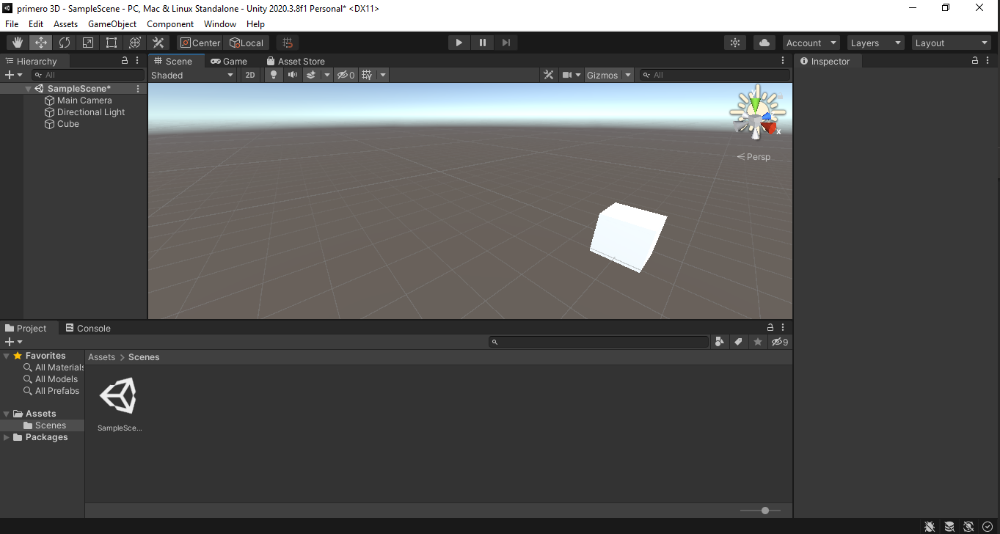 primero 3D - SampleScene - PC, Mac & Linux Standalone - Unity 2020.3.8f1 Personal* <DX11>
File Edit Assets GameObject Component Window Help
Center Local Account Layers Layout
Hierarchy Scene Game Asset Store Inspector
All Shaded 2D 0 Gizmos All
SampleScene*
Main Camera
Directional Light
Cube
x
Persp
Project Console
9
Favorites
Assets > Scenes
All Materials
All Models
All Prefabs
Assets
Scenes
Packages
SampleSce...